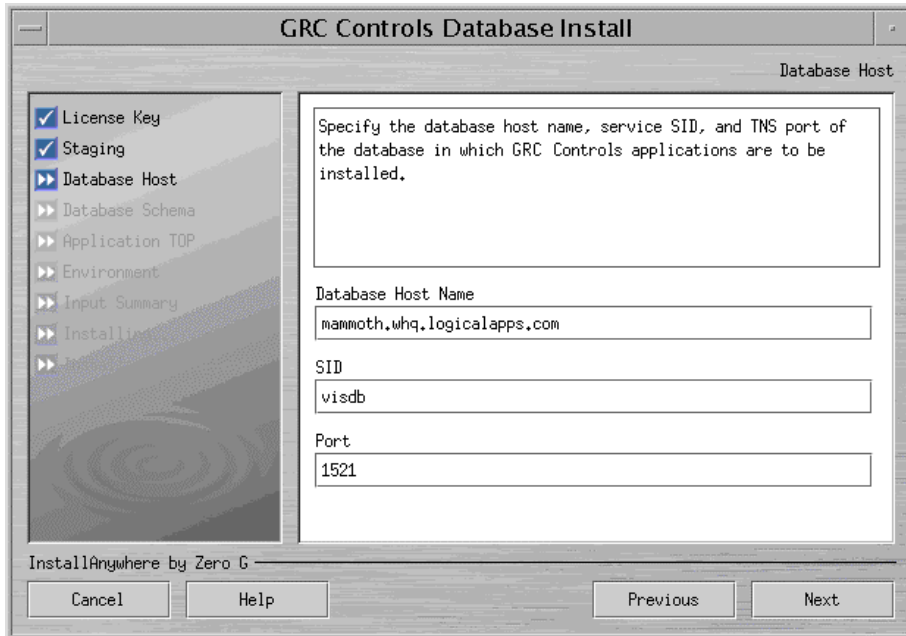 GRC Controls Database Install
Database Host
License Key
Staging
Database Host
Database Schema
Application TOP
Environment
Input Summary
Installing
Specify the database host name, service SID, and TNS port of
the database in which GRC Controls applications are to be
installed.
Database Host Name
mammoth.whq.logicalapps.com
SID
visdb
Port
1521
InstallAnywhere by Zero G
Cancel
Help
Previous
Next